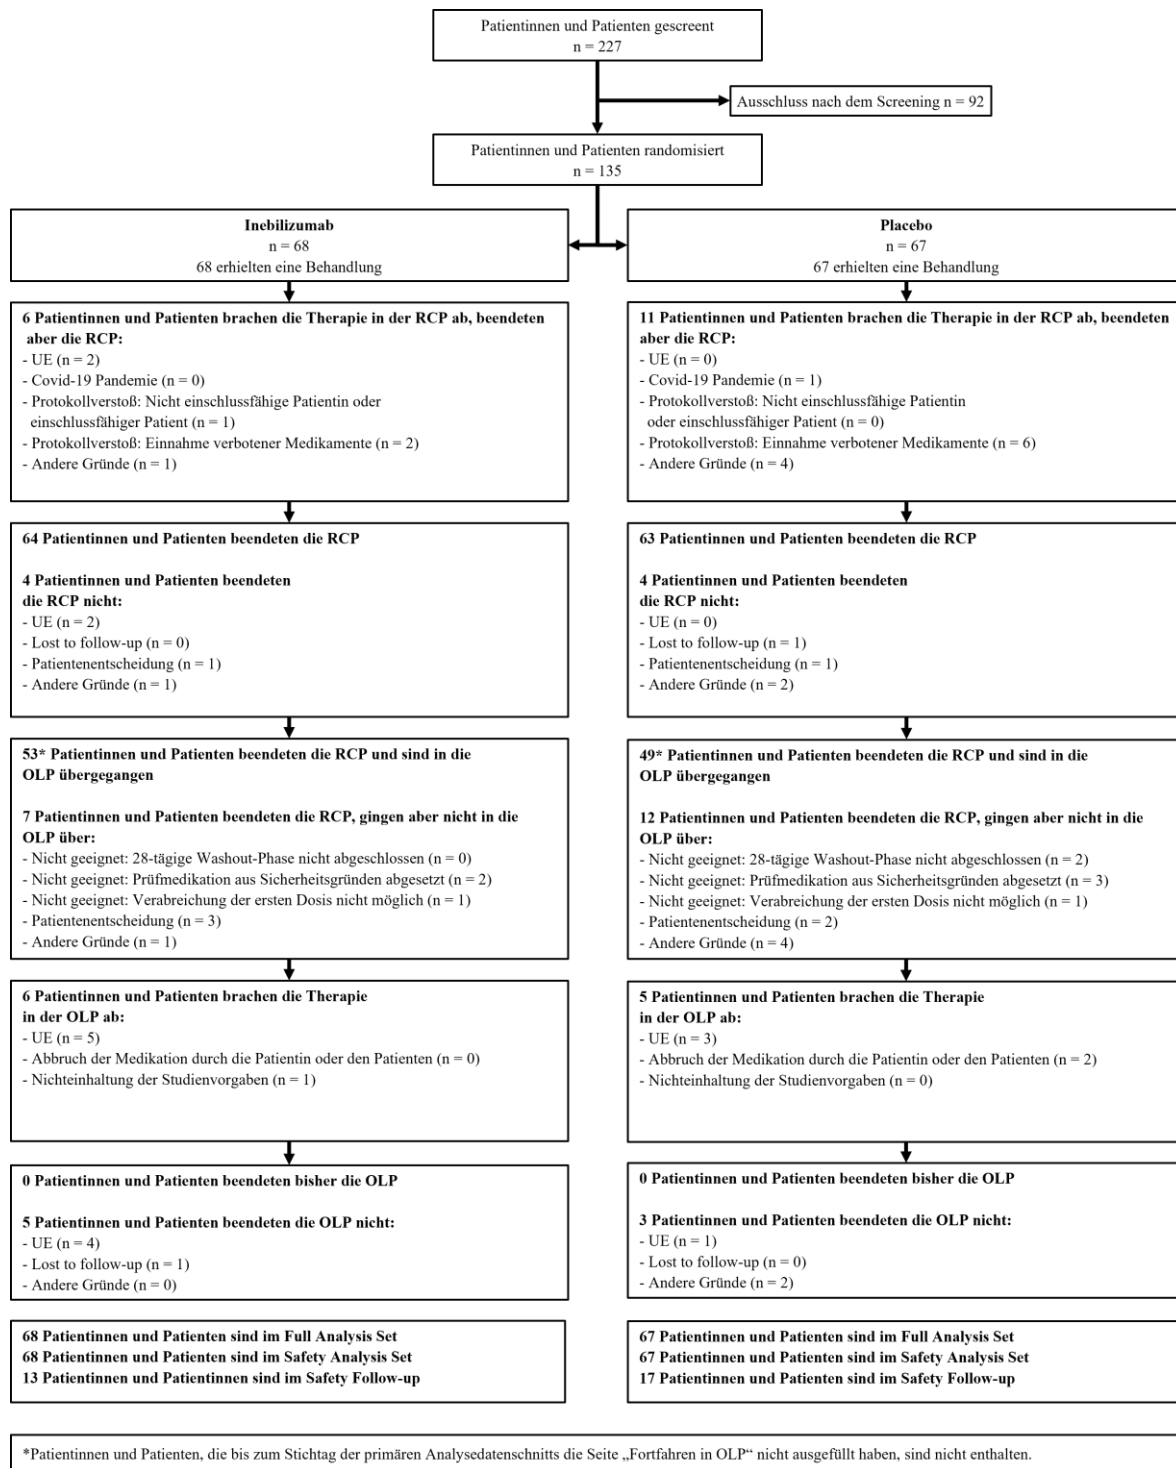 Patientinnen und Patienten gescreent
n = 227
Ausschluss nach dem Screening n = 92
Patientinnen und Patienten randomisiert
n = 135
Inebilizumab
n = 68
68 erhielten eine Behandlung
Placebo
n = 67
67 erhielten eine Behandlung
6 Patientinnen und Patienten brachen die Therapie in der RCP ab, beendeten
aber die RCP:
- UE (n = 2)
- Covid-19 Pandemie (n = 0)
- Protokollverstoß: Nicht einschlussfähige Patientin oder
einschlussfähiger Patient (n = 1)
- Protokollverstoß: Einnahme verbotener Medikamente (n = 2)
- Andere Gründe (n = 1)
11 Patientinnen und Patienten brachen die Therapie in der RCP ab, beendeten
aber die RCP:
- UE (n = 0)
- Covid-19 Pandemie (n = 1)
- Protokollverstoß: Nicht einschlussfähige Patientin
oder einschlussfähiger Patient (n = 0)
- Protokollverstoß: Einnahme verbotener Medikamente (n = 6)
- Andere Gründe (n = 4)
64 Patientinnen und Patienten beendeten die RCP
4 Patientinnen und Patienten beendeten
die RCP nicht:
- UE (n = 2)
- Lost to follow-up (n = 0)
- Patientenentscheidung (n = 1)
- Andere Gründe (n = 1)
63 Patientinnen und Patienten beendeten die RCP
4 Patientinnen und Patienten beendeten
die RCP nicht:
- UE (n = 0)
- Lost to follow-up (n = 1)
- Patientenentscheidung (n = 1)
- Andere Gründe (n = 2)
53* Patientinnen und Patienten beendeten die RCP und sind in die
OLP übergegangen
7 Patientinnen und Patienten beendeten die RCP, gingen aber nicht in die
OLP über:
- Nicht geeignet: 28-tägige Washout-Phase nicht abgeschlossen (n = 0)
- Nicht geeignet: Prüfmedikation aus Sicherheitsgründen abgesetzt (n = 2)
- Nicht geeignet: Verabreichung der ersten Dosis nicht möglich (n = 1)
- Patientenentscheidung (n = 3)
- Andere Gründe (n = 1)
49* Patientinnen und Patienten beendeten die RCP und sind in die
OLP übergegangen
12 Patientinnen und Patienten beendeten die RCP, gingen aber nicht in die
OLP über:
- Nicht geeignet: 28-tägige Washout-Phase nicht abgeschlossen (n = 2)
- Nicht geeignet: Prüfmedikation aus Sicherheitsgründen abgesetzt (n = 3)
- Nicht geeignet: Verabreichung der ersten Dosis nicht möglich (n = 1)
- Patientenentscheidung (n = 2)
- Andere Gründe (n = 4)
6 Patientinnen und Patienten brachen die Therapie
in der OLP ab:
- UE (n = 5)
- Abbruch der Medikation durch die Patientin oder den Patienten (n = 0)
- Nichteinhaltung der Studienvorgaben (n = 1)
5 Patientinnen und Patienten brachen die Therapie
in der OLP ab:
- UE (n = 3)
- Abbruch der Medikation durch die Patientin oder den Patienten (n = 2)
- Nichteinhaltung der Studienvorgaben (n = 0)
0 Patientinnen und Patienten beendeten bisher die OLP
5 Patientinnen und Patienten beendeten die OLP nicht:
- UE (n = 4)
- Lost to follow-up (n = 1)
- Andere Gründe (n = 0)
0 Patientinnen und Patienten beendeten bisher die OLP
3 Patientinnen und Patienten beendeten die OLP nicht:
- UE (n = 1)
- Lost to follow-up (n = 0)
- Andere Gründe (n = 2)
68 Patientinnen und Patienten sind im Full Analysis Set
68 Patientinnen und Patienten sind im Safety Analysis Set
13 Patientinnen und Patientinnen sind im Safety Follow-up
67 Patientinnen und Patienten sind im Full Analysis Set
67 Patientinnen und Patienten sind im Safety Analysis Set
17 Patientinnen und Patienten sind im Safety Follow-up
*Patientinnen und Patienten, die bis zum Stichtag der primären Analysedatenschnitts die Seite „Fortfahren in OLP“ nicht ausgefüllt haben, sind nicht enthalten.